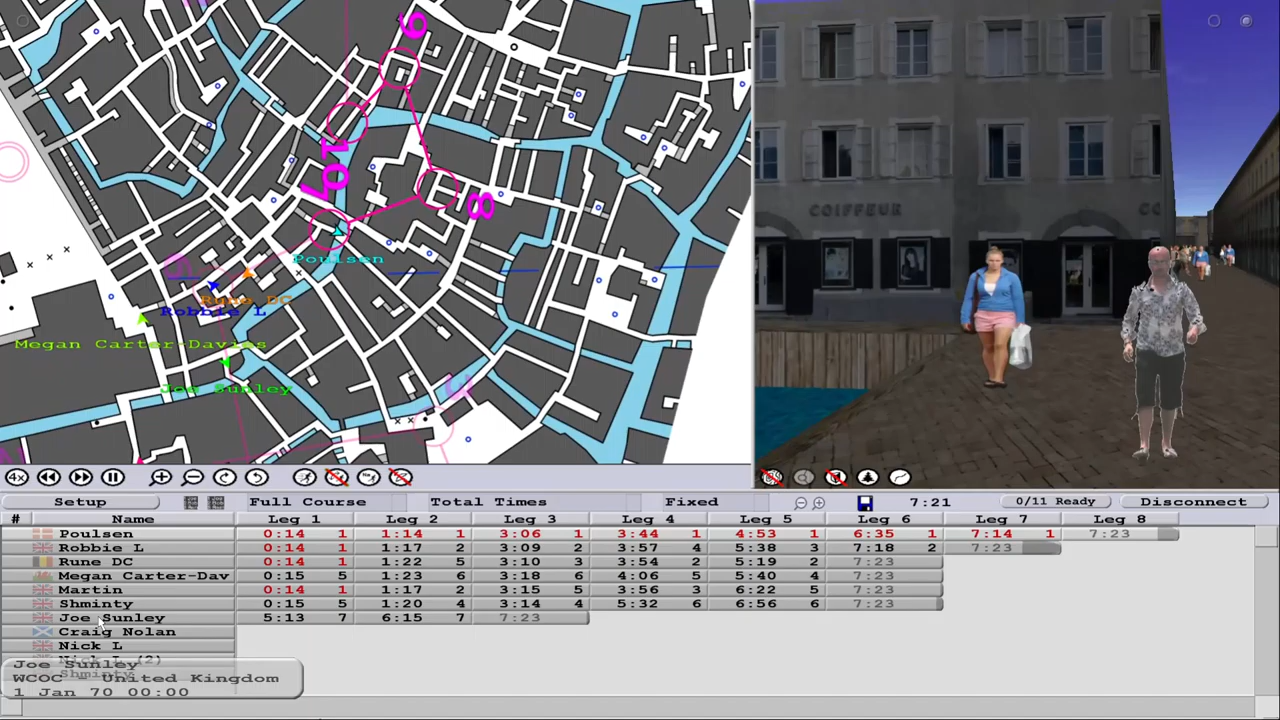 9
10
7
8
5
3
Poulsen
Rune DC
Robbie L
Megan Carter-Davies
Joe Sunley
COIFFEUR
CO
4x
Setup Full Course Total Times Fixed 7:21 0/11 Ready Disconnect
# Name Leg 1 Leg 2 Leg 3 Leg 4 Leg 5 Leg 6 Leg 7 Leg 8
Poulsen 0:14 1 1:14 1 3:06 1 3:44 1 4:53 1 6:35 1 7:14 1 7:23
Robbie L 0:14 1 1:17 2 3:09 2 3:57 4 5:38 3 7:18 2 7:23
Rune DC 0:14 1 1:22 5 3:10 3 3:54 2 5:19 2 7:23
Megan Carter-Dav 0:15 5 1:23 6 3:18 6 4:06 5 5:40 4 7:23
Martin 0:14 1 1:17 2 3:15 5 3:56 3 6:22 5 7:23
Shminty 0:15 5 1:20 4 3:14 4 5:32 6 6:56 6 7:23
Joe Sunley 5:13 7 6:15 7 7:23
Craig Nolan
Nick L
Nick L (2)
Shminty
Joe Sunley
WCOC - United Kingdom
1 Jan 70 00:00